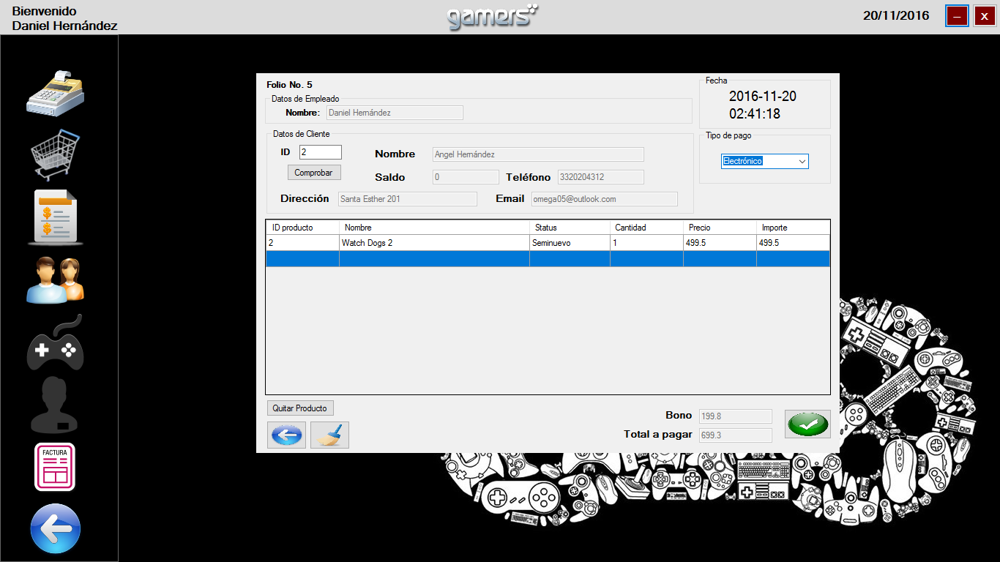 Bienvenido
Daniel Hernández
gamers
20/11/2016
–
x
Folio No. 5
Datos de Empleado
Nombre: Daniel Hernández
Fecha
2016-11-20
02:41:18
Datos de Cliente
ID 2
Comprobar
Nombre Angel Hernández
Saldo 0 Teléfono 3320204312
Dirección Santa Esther 201 Email omega05@outlook.com
Tipo de pago
Electrónico
ID producto Nombre Status Cantidad Precio Importe
2 Watch Dogs 2 Seminuevo 1 499.5 499.5
Quitar Producto
Bono 199.8
Total a pagar 699.3
FACTURA